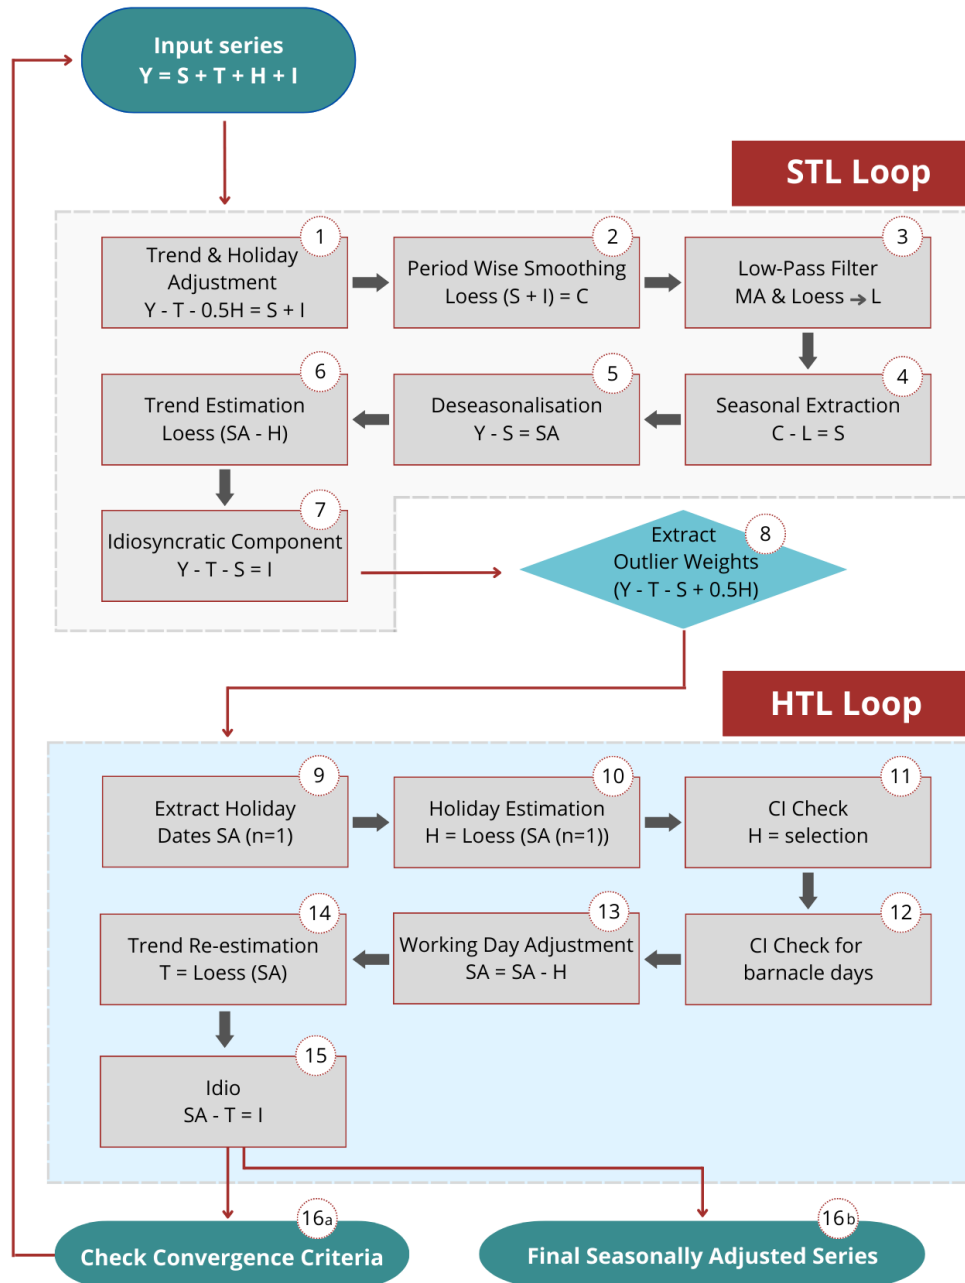 Input series
Y = S + T + H + I
STL Loop
1
Trend & Holiday
Adjustment
Y - T - 0.5H = S + I
2
Period Wise Smoothing
Loess (S + I) = C
3
Low-Pass Filter
MA & Loess → L
4
Seasonal Extraction
C - L = S
5
Deseasonalisation
Y - S = SA
6
Trend Estimation
Loess (SA - H)
7
Idiosyncratic Component
Y - T - S = I
8
Extract
Outlier Weights
(Y - T - S + 0.5H)
HTL Loop
9
Extract Holiday
Dates SA (n=1)
10
Holiday Estimation
H = Loess (SA (n=1))
11
CI Check
H = selection
12
CI Check for
barnacle days
13
Working Day Adjustment
SA = SA - H
14
Trend Re-estimation
T = Loess (SA)
15
Idio
SA - T = I
16a
Check Convergence Criteria
16b
Final Seasonally Adjusted Series